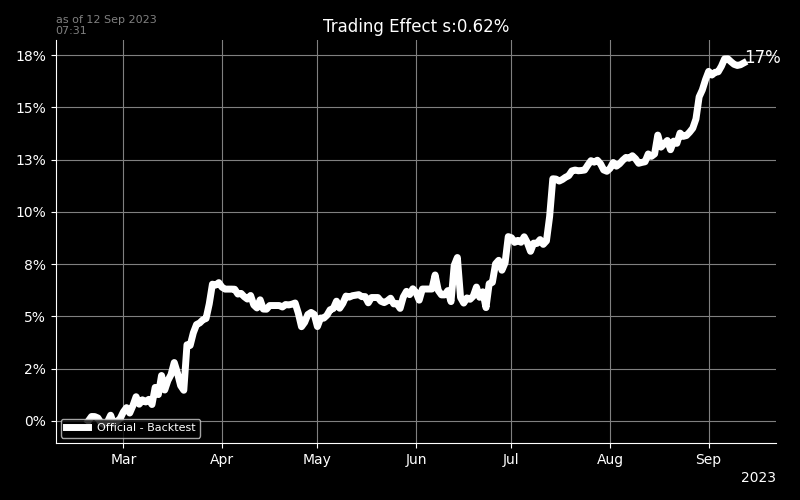 as of 12 Sep 2023
07:31
Trading Effect s:0.62%
18%
15%
13%
10%
8%
5%
2%
0%
17%
Official - Backtest
Mar Apr May Jun Jul Aug Sep
2023